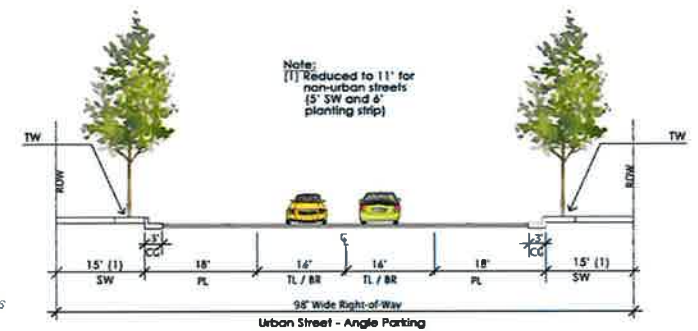 Note:
(1) Reduced to 11' for
non-urban streets
(5' SW and 6'
planting strip)
TW
TW
ROW
ROW
3'
CG
℄
3'
CG
15' (1)
18'
16'
16'
18'
15' (1)
SW
PL
TL / BR
TL / BR
PL
SW
98' Wide Right-of-Way
Urban Street - Angle Parking